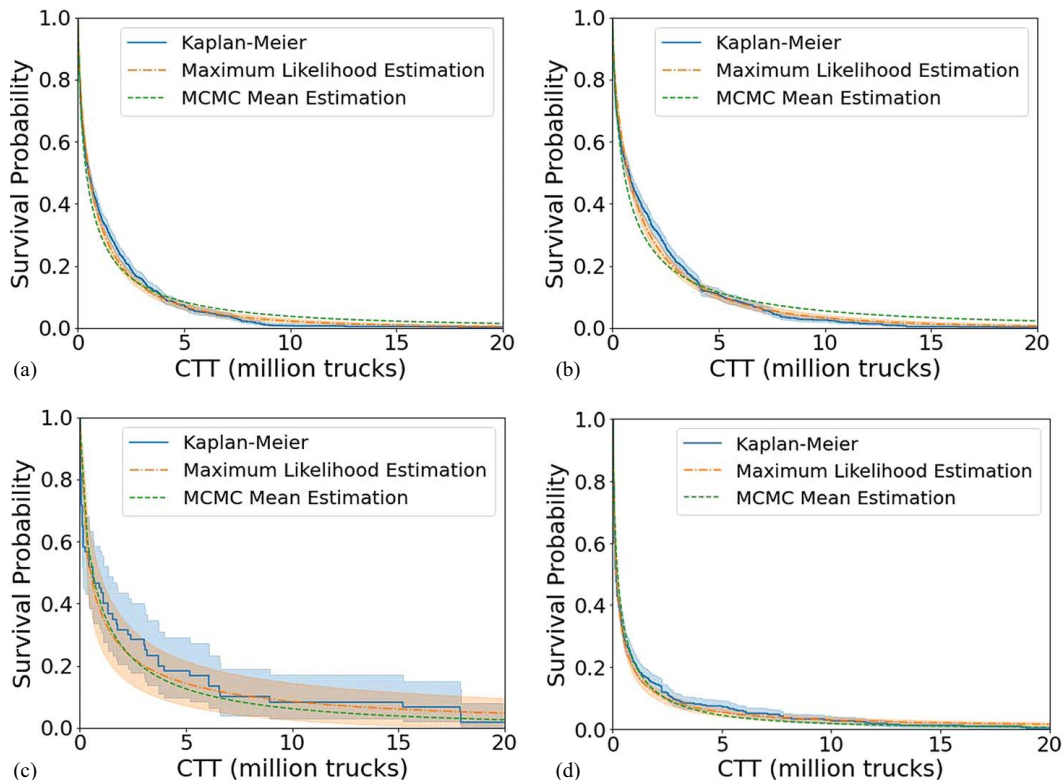 1.0
0.8
0.6
0.4
0.2
0.0
Survival Probability
Kaplan-Meier
Maximum Likelihood Estimation
MCMC Mean Estimation
0 5 10 15 20
CTT (million trucks)
(a)
1.0
0.8
0.6
0.4
0.2
0.0
Survival Probability
Kaplan-Meier
Maximum Likelihood Estimation
MCMC Mean Estimation
0 5 10 15 20
CTT (million trucks)
(b)
1.0
0.8
0.6
0.4
0.2
0.0
Survival Probability
Kaplan-Meier
Maximum Likelihood Estimation
MCMC Mean Estimation
0 5 10 15 20
CTT (million trucks)
(c)
1.0
0.8
0.6
0.4
0.2
0.0
Survival Probability
Kaplan-Meier
Maximum Likelihood Estimation
MCMC Mean Estimation
0 5 10 15 20
CTT (million trucks)
(d)